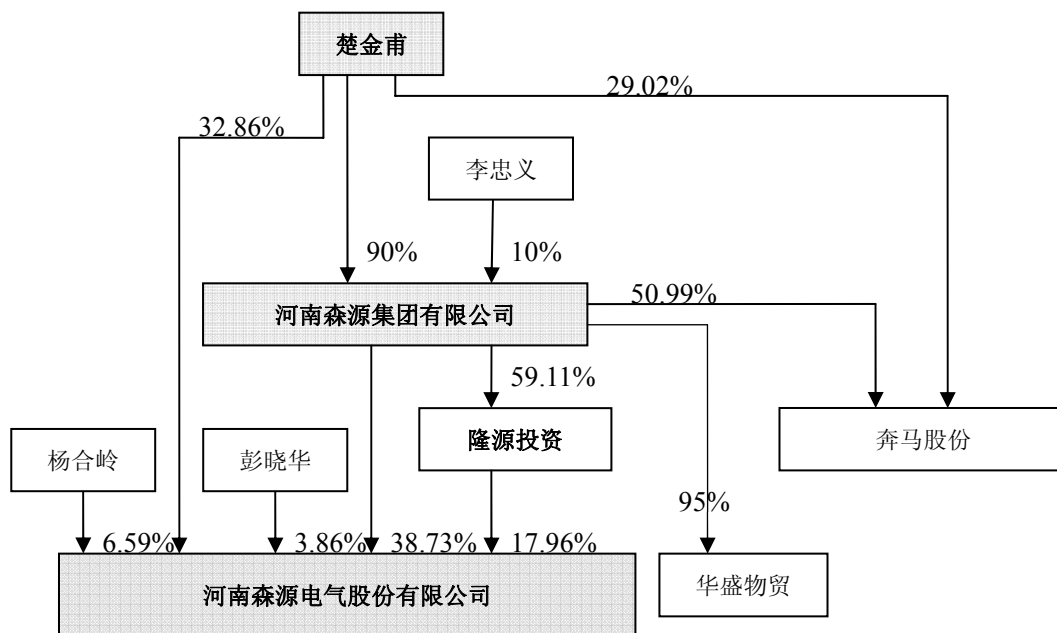 楚金甫
29.02%
32.86%
李忠义
90%
10%
河南森源集团有限公司
50.99%
59.11%
杨合岭
彭晓华
隆源投资
奔马股份
95%
6.59%
3.86%
38.73%
17.96%
河南森源电气股份有限公司
华盛物贸